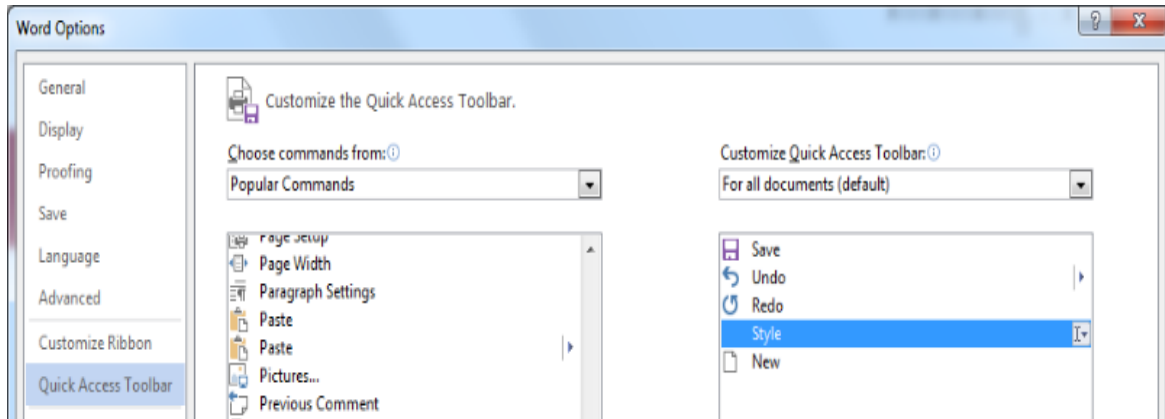 Word Options
?
X
General
Display
Proofing
Save
Language
Advanced
Customize Ribbon
Quick Access Toolbar
Customize the Quick Access Toolbar.
Choose commands from:
Popular Commands
Page Setup
Page Width
Paragraph Settings
Paste
Paste
Pictures...
Previous Comment
Customize Quick Access Toolbar:
For all documents (default)
Save
Undo
Redo
Style
New